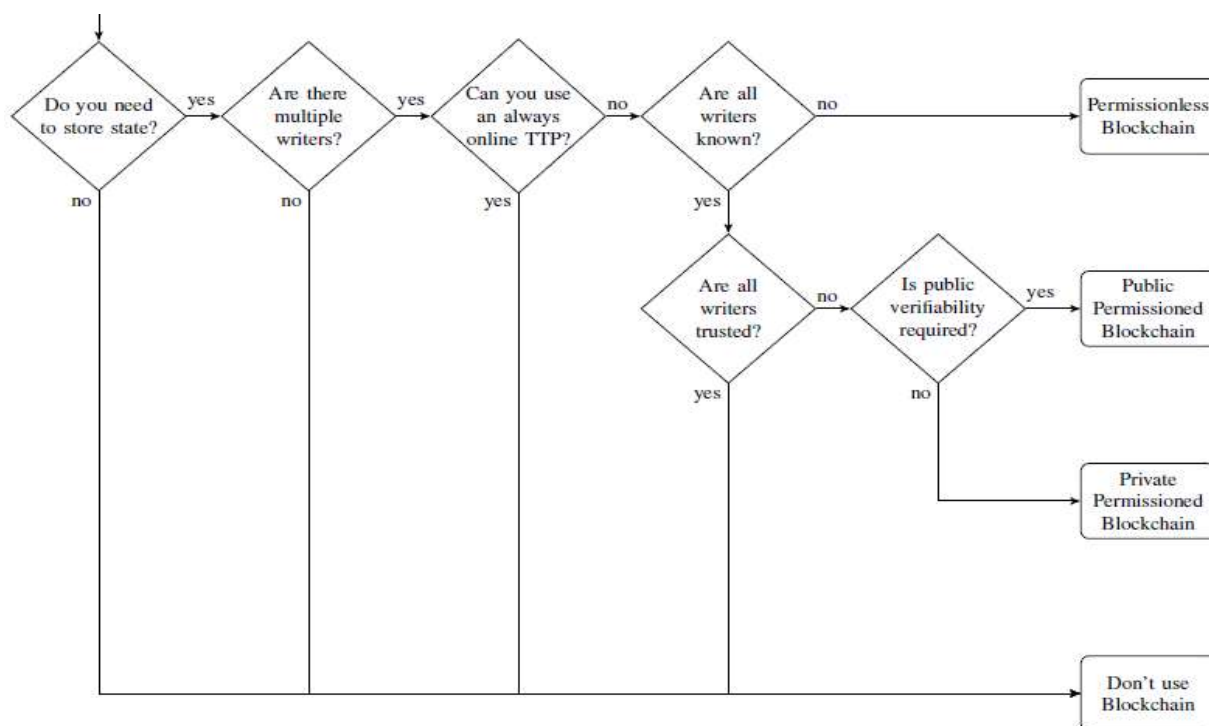 Do you need
to store state?
yes
no
Are there
multiple
writers?
yes
no
Can you use
an always
online TTP?
no
yes
Are all
writers
known?
no
yes
Permissionless
Blockchain
Are all
writers
trusted?
no
yes
Is public
verifiability
required?
yes
no
Public
Permissioned
Blockchain
Private
Permissioned
Blockchain
Don't use
Blockchain